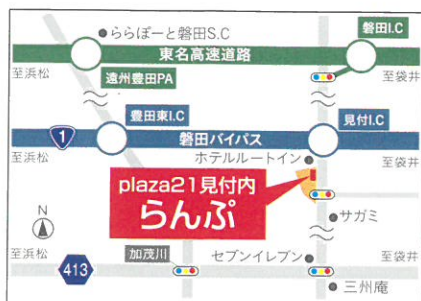 ららぽーと磐田S.C
磐田I.C
東名高速道路
至浜松
遠州豊田PA
至袋井
豊田東I.C
見付I.C
1
磐田バイパス
至浜松
ホテルルートイン
至袋井
plaza21見付内
らんぷ
N
サガミ
至浜松
加茂川
セブンイレブン
至袋井
413
三州庵